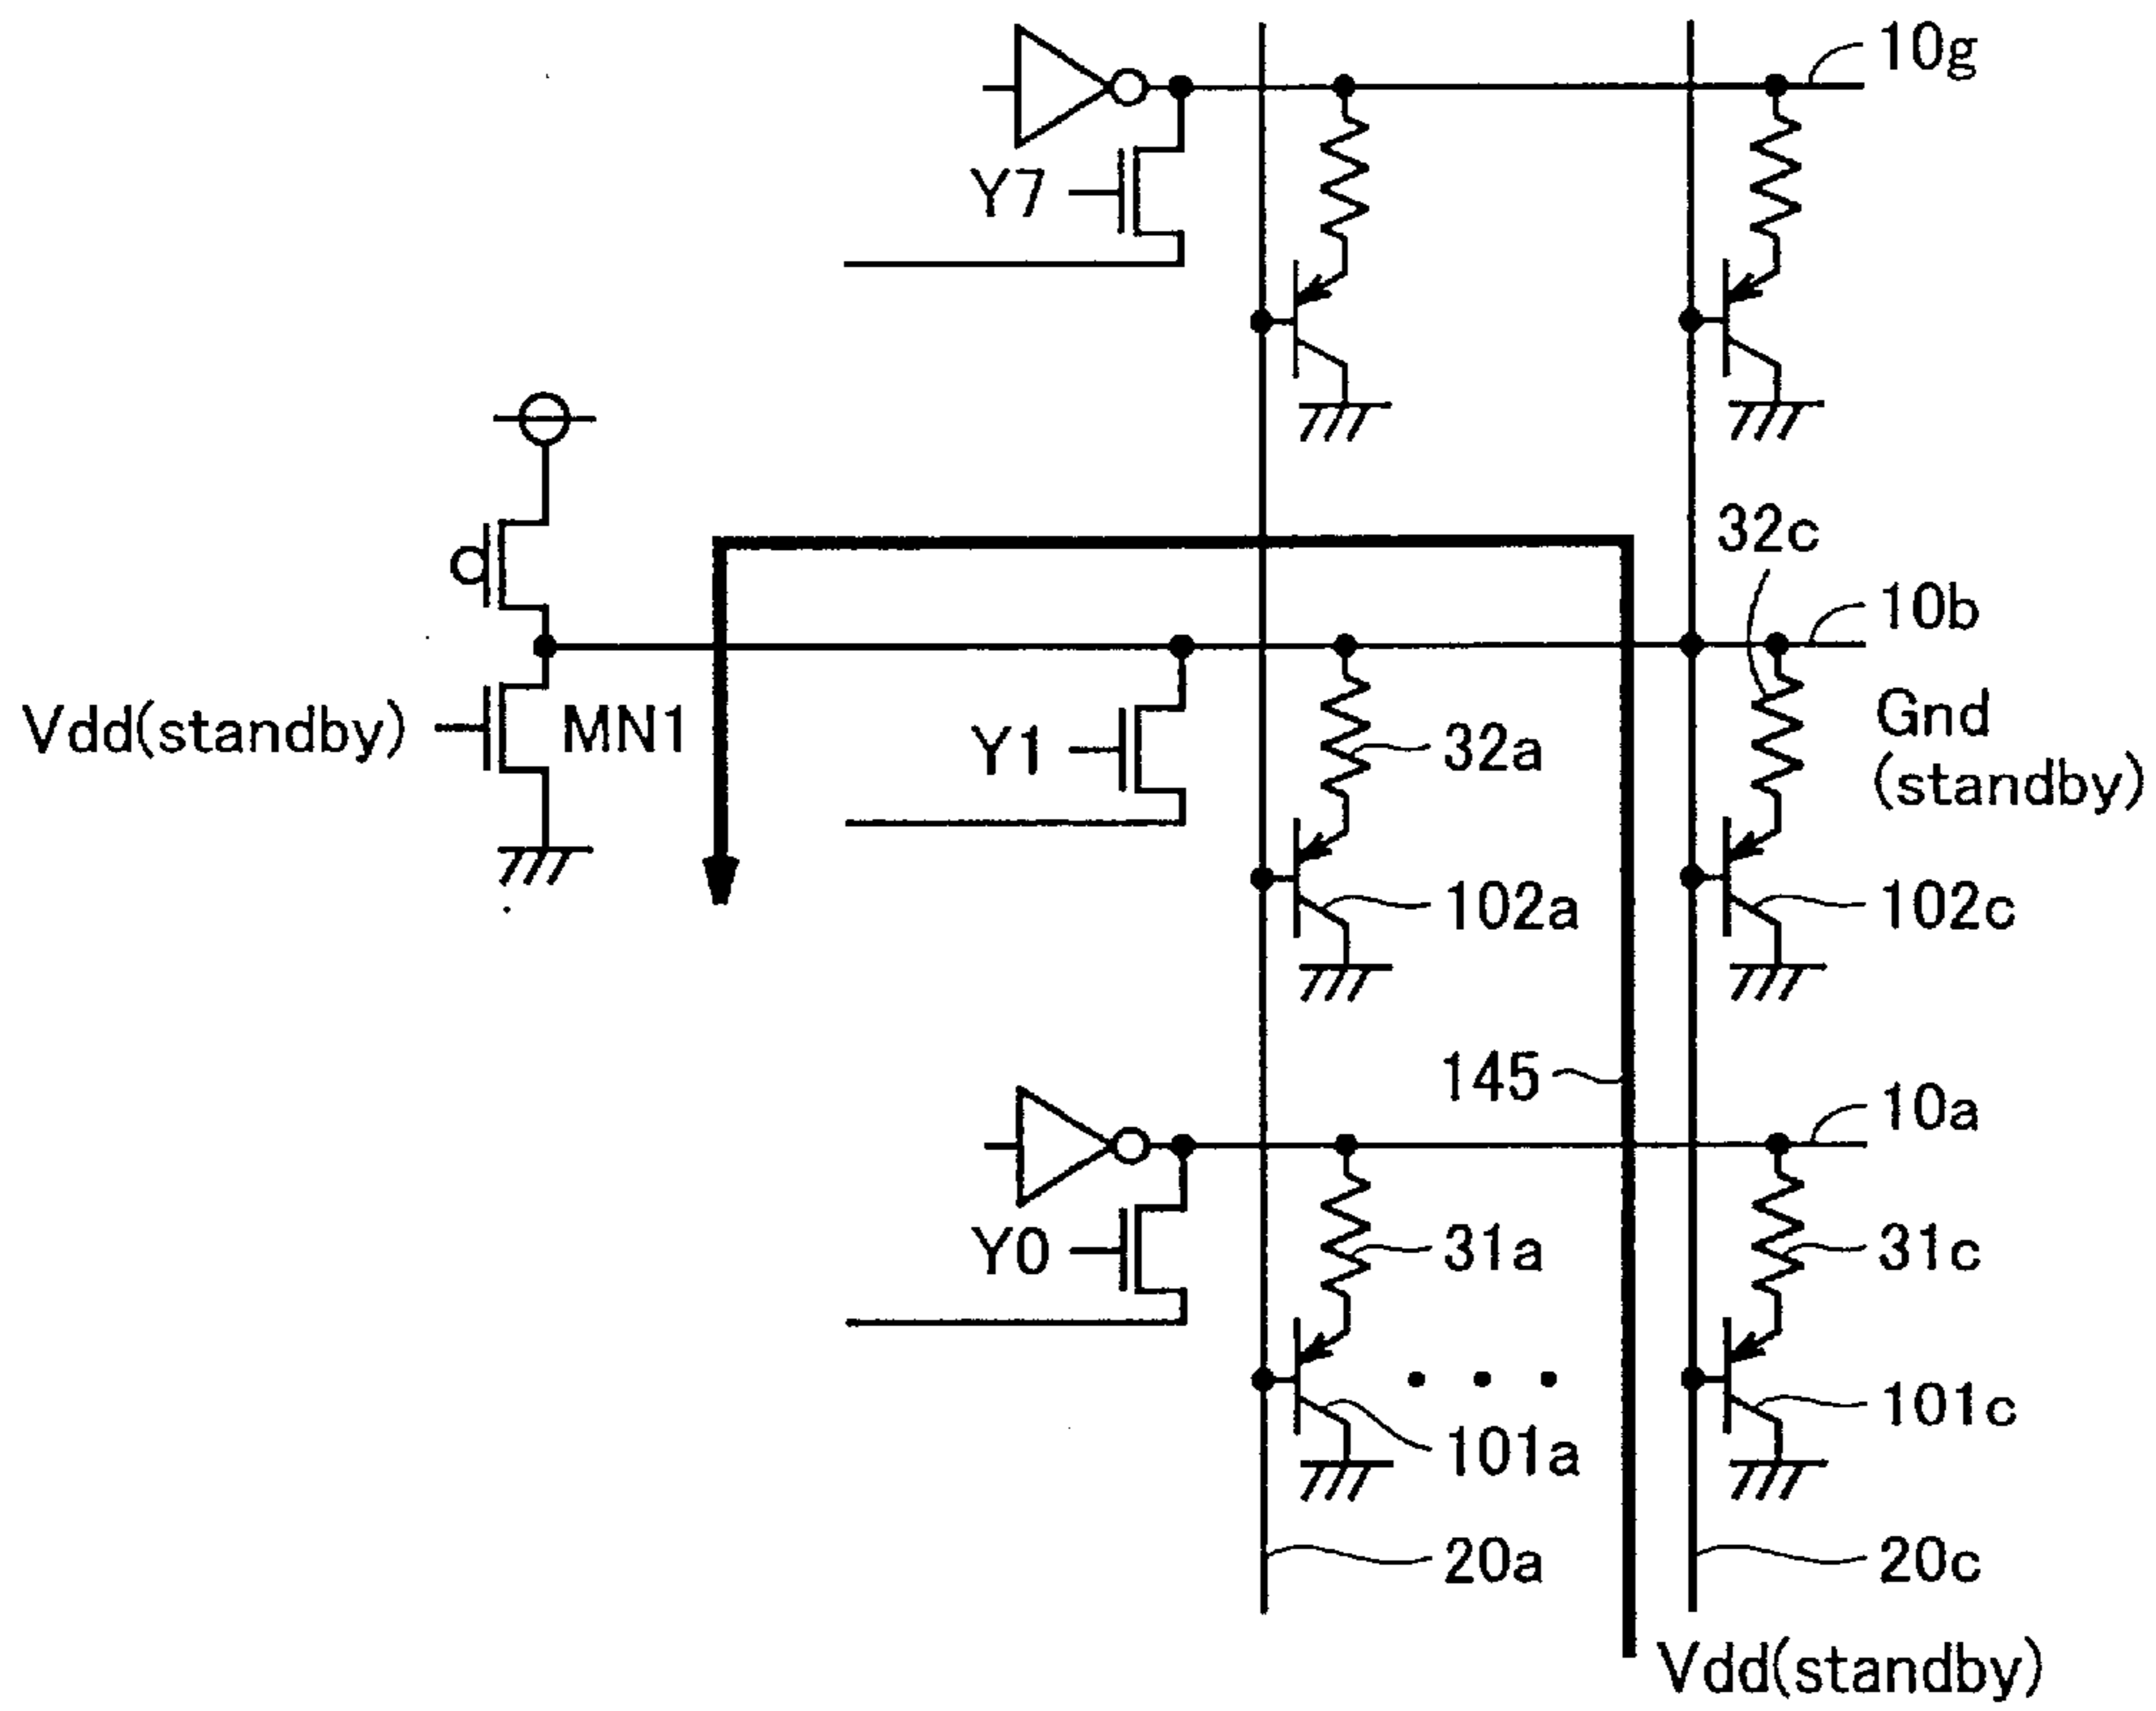 10g
Y7
32c
10b
Vdd(standby)
MN1
Y1
32a
Gnd
(standby)
102a
102c
145
10a
Y0
31a
31c
101a
101c
20a
20c
Vdd(standby)